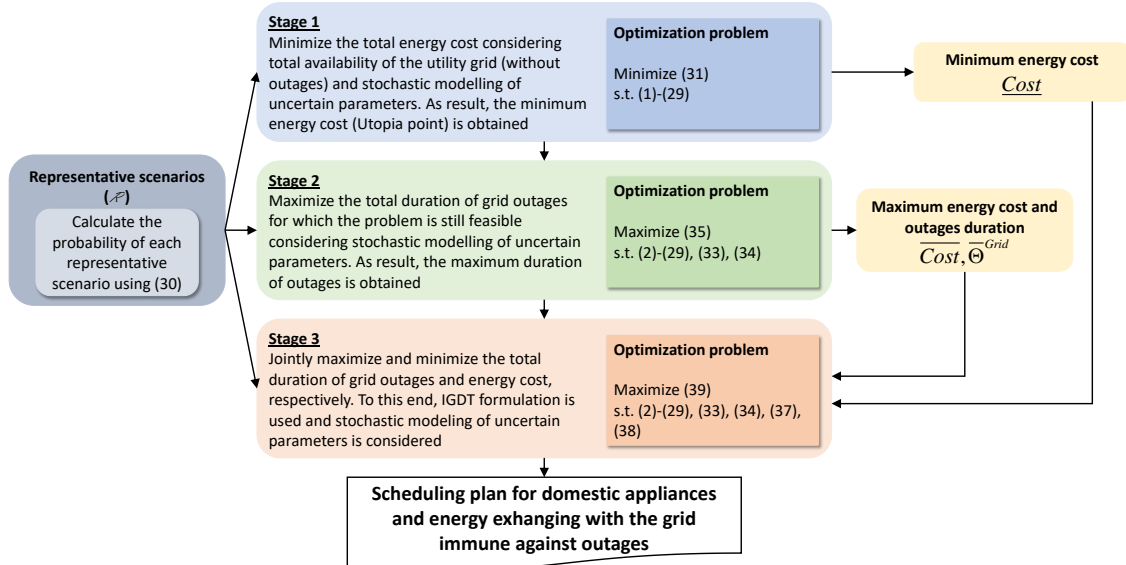 Representative scenarios
(𝒫)
Calculate the
probability of each
representative
scenario using (30)
Stage 1
Minimize the total energy cost considering
total availability of the utility grid (without
outages) and stochastic modelling of
uncertain parameters. As result, the minimum
energy cost (Utopia point) is obtained
Optimization problem
Minimize (31)
s.t. (1)-(29)
Minimum energy cost
Cost
Stage 2
Maximize the total duration of grid outages
for which the problem is still feasible
considering stochastic modelling of uncertain
parameters. As result, the maximum duration
of outages is obtained
Optimization problem
Maximize (35)
s.t. (2)-(29), (33), (34)
Maximum energy cost and
outages duration
C̅o̅s̅t̅, Θ̅^Grid
Stage 3
Jointly maximize and minimize the total
duration of grid outages and energy cost,
respectively. To this end, IGDT formulation is
used and stochastic modeling of uncertain
parameters is considered
Optimization problem
Maximize (39)
s.t. (2)-(29), (33), (34), (37),
(38)
Scheduling plan for domestic appliances
and energy exhanging with the grid
immune against outages